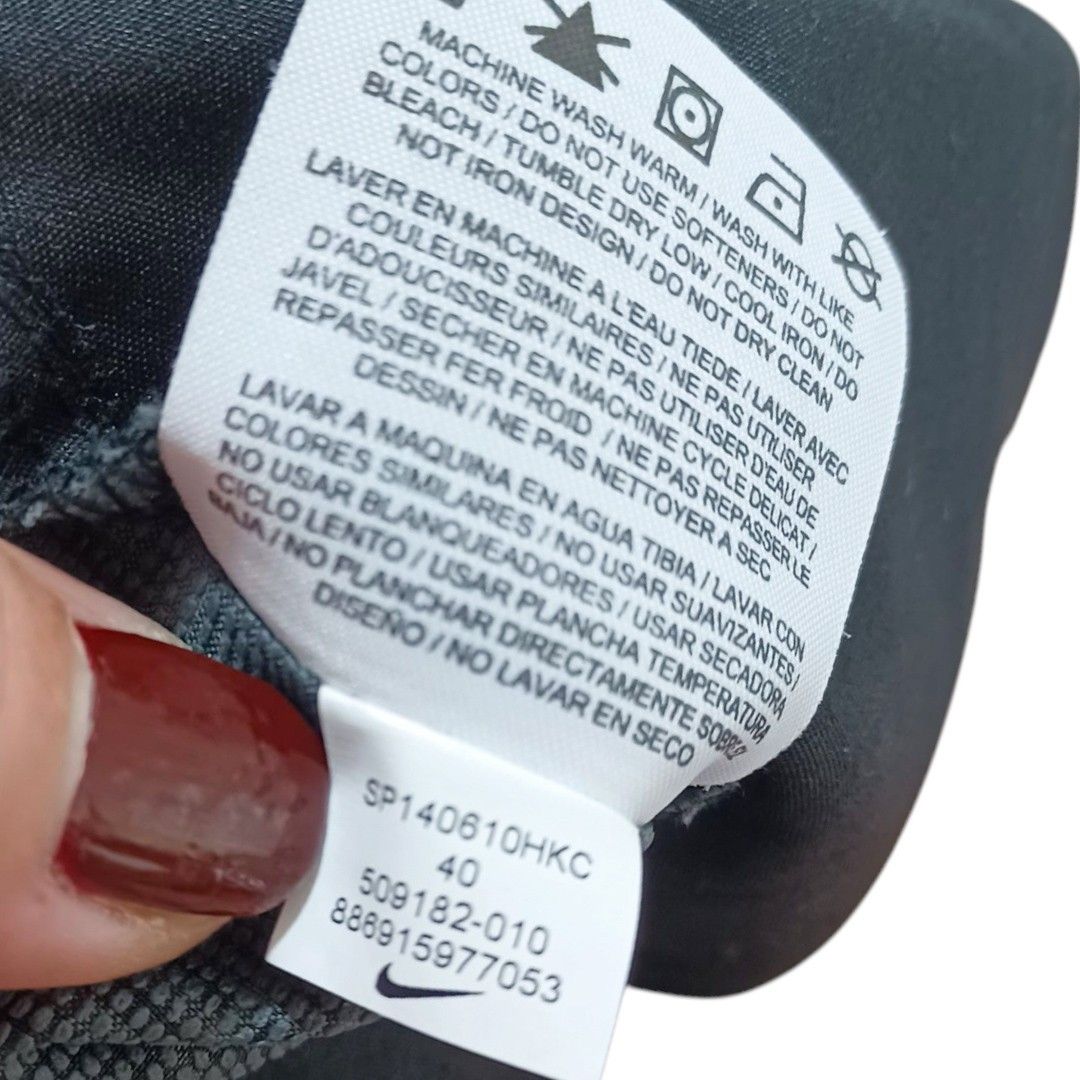 MACHINE WASH WARM / WASH WITH LIKE
COLORS / DO NOT USE SOFTENERS / DO NOT
BLEACH / TUMBLE DRY LOW / COOL IRON / DO
NOT IRON DESIGN / DO NOT DRY CLEAN
LAVER EN MACHINE A L'EAU TIEDE / LAVER AVEC
COULEURS SIMILAIRES / NE PAS UTILISER
D'ADOUCISSEUR / NE PAS UTILISER D'EAU DE
JAVEL / SECHER EN MACHINE CYCLE DELICAT /
REPASSER FER FROID / NE PAS REPASSER LE
DESSIN / NE PAS NETTOYER A SEC
LAVAR A MAQUINA EN AGUA TIBIA / LAVAR CON
COLORES SIMILARES / NO USAR SUAVIZANTES /
NO USAR BLANQUEADORES / USAR SECADORA
CICLO LENTO / USAR PLANCHA TEMPERATURA
BAJA / NO PLANCHAR DIRECTAMENTE SOBRE
DISEÑO / NO LAVAR EN SECO
SP140610HKC
40
509182-010
886915977053